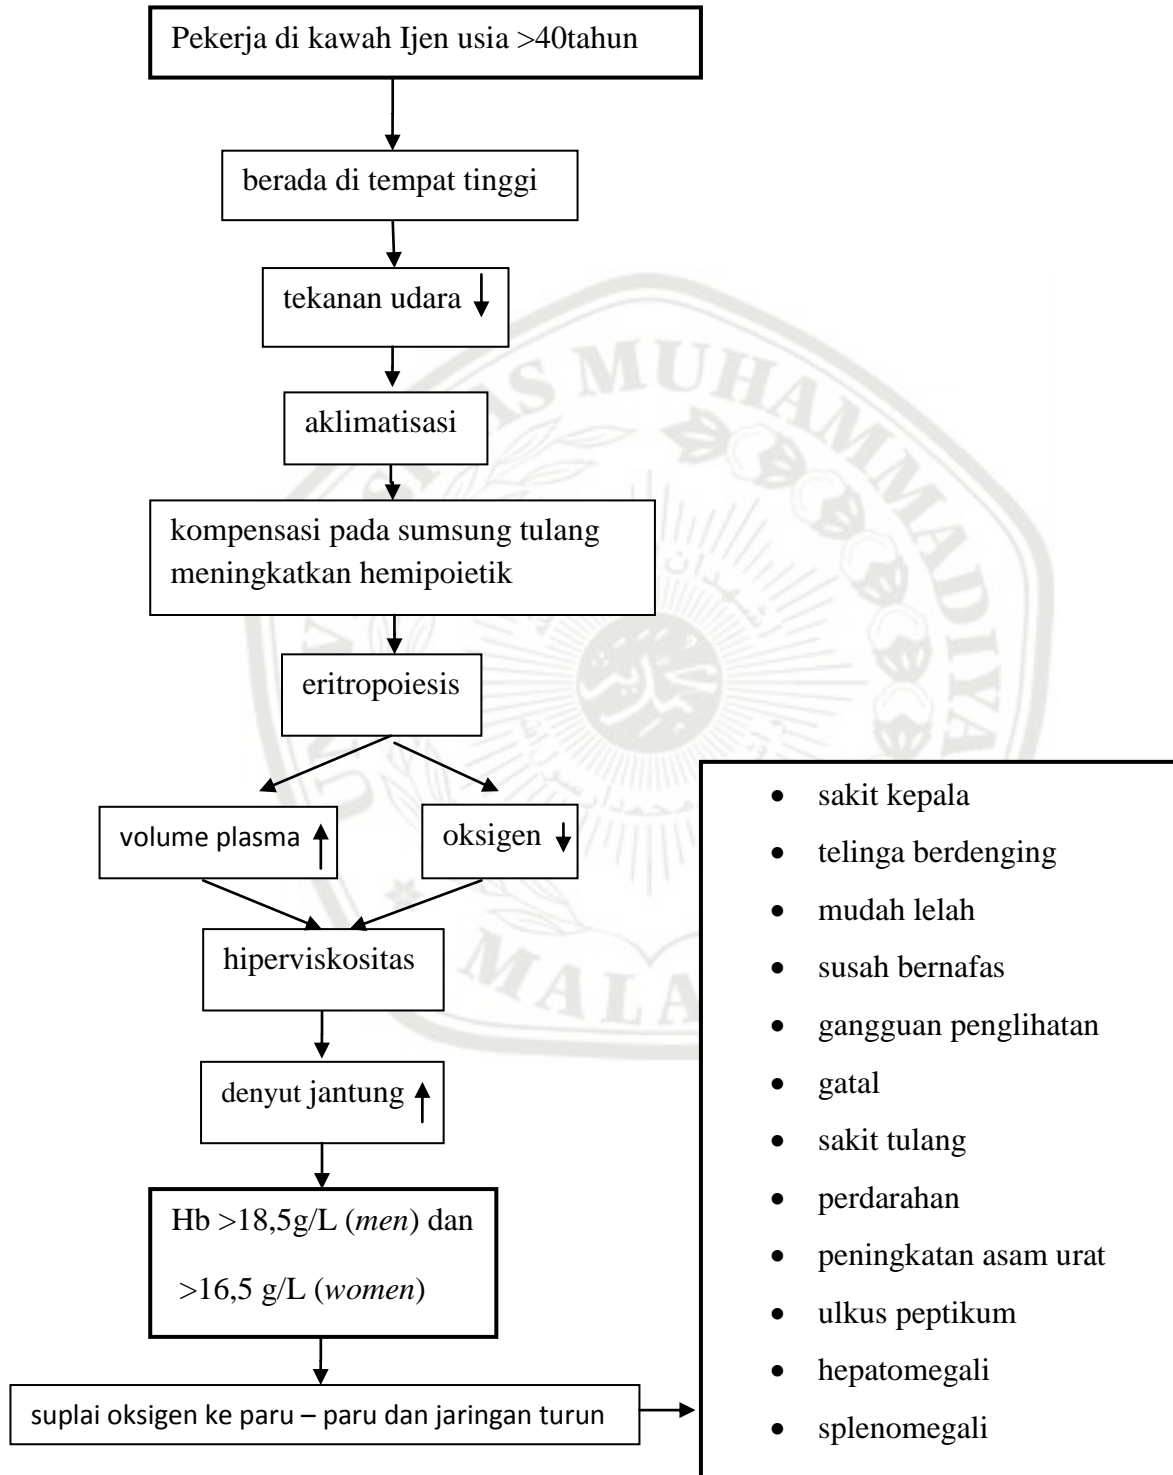 Pekerja di kawah Ijen usia >40tahun
berada di tempat tinggi
tekanan udara ↓
aklimatisasi
kompensasi pada sumsung tulang
meningkatkan hemipoietik
eritropoiesis
volume plasma ↑
oksigen ↓
hiperviskositas
denyut jantung ↑
Hb >18,5g/L (men) dan
>16,5 g/L (women)
suplai oksigen ke paru – paru dan jaringan turun
• sakit kepala
• telinga berdenging
• mudah lelah
• susah bernafas
• gangguan penglihatan
• gatal
• sakit tulang
• perdarahan
• peningkatan asam urat
• ulkus peptikum
• hepatomegali
• splenomegali
MUHAMMADIYA
MALA